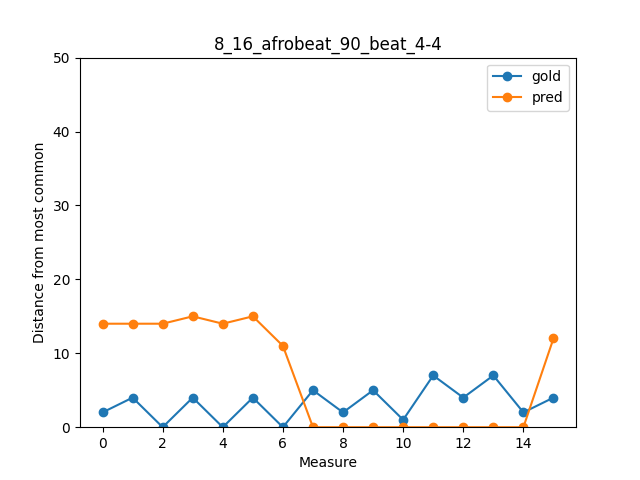 8_16_afrobeat_90_beat_4-4
gold
pred
Distance from most common
50
40
30
20
10
0
0 2 4 6 8 10 12 14
Measure